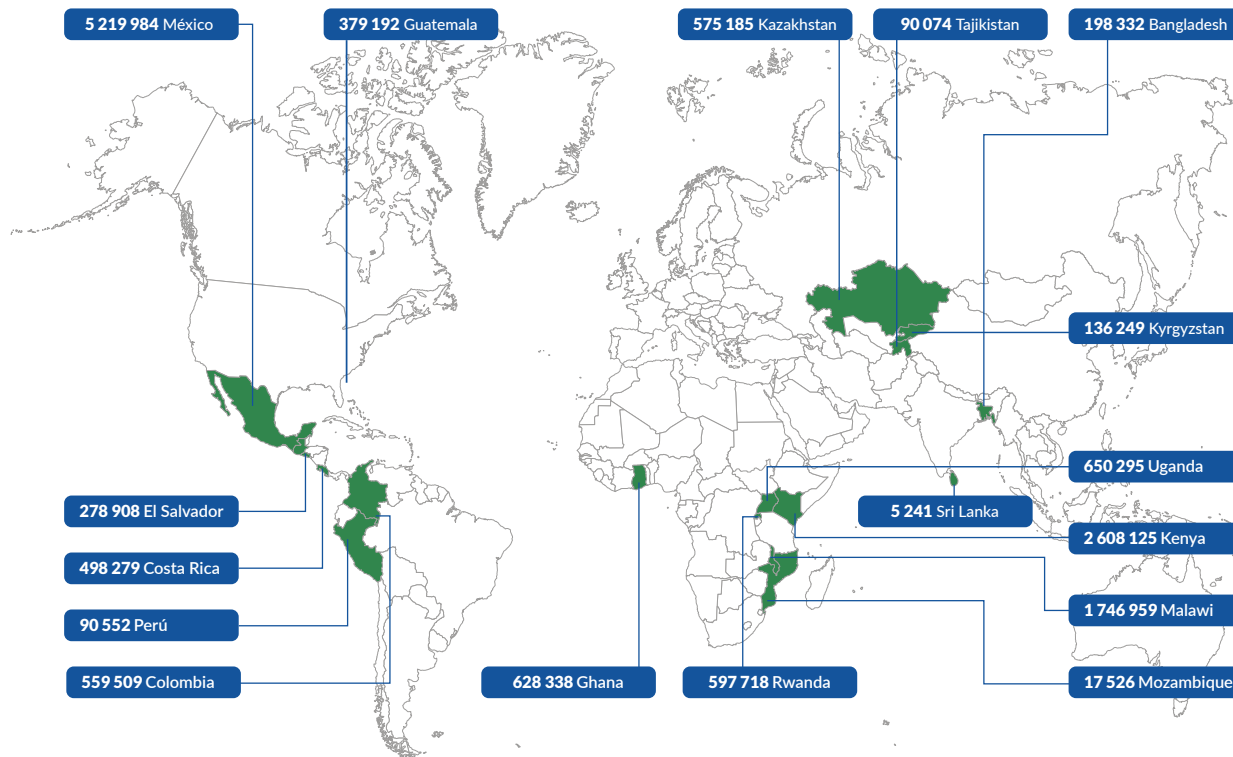 5 219 984 México
379 192 Guatemala
575 185 Kazakhstan
90 074 Tajikistan
198 332 Bangladesh
136 249 Kyrgyzstan
650 295 Uganda
278 908 El Salvador
5 241 Sri Lanka
2 608 125 Kenya
498 279 Costa Rica
1 746 959 Malawi
90 552 Perú
559 509 Colombia
628 338 Ghana
597 718 Rwanda
17 526 Mozambique